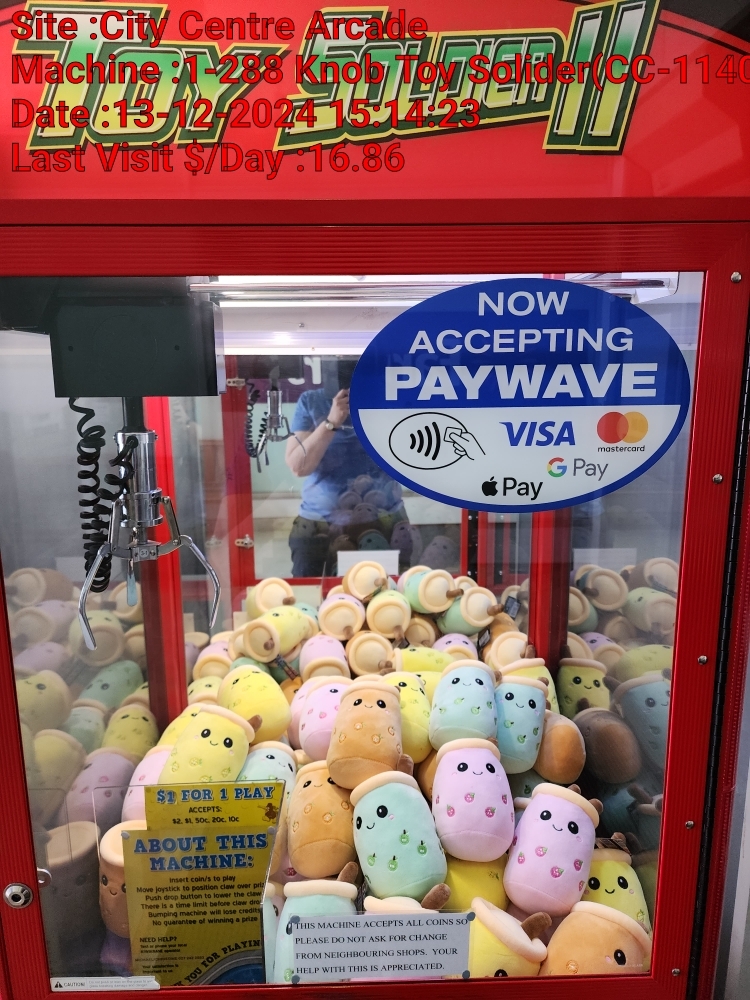 Site :City Centre Arcade
Machine :1-288 Knob Toy Solider(CC-1140
Date :13-12-2024 15:14:23
Last Visit $/Day :16.86
TOY SOLDIER II
NOW
ACCEPTING
PAYWAVE
VISA
mastercard
G Pay
Pay
$1 FOR 1 PLAY
ACCEPTS:
$2, $1, 50c, 20c, 10c
ABOUT THIS
MACHINE:
Insert coin/s to play
Move joystick to position claw over
Push drop button to lower the claw
There is a time limit before claw
Bumping machine will lose credits
No guarantee of winning a prize
NEED HELP?
YOU FOR PLAYIN
THIS MACHINE ACCEPTS ALL COINS SO
PLEASE DO NOT ASK FOR CHANGE
FROM NEIGHBOURING SHOPS. YOUR
HELP WITH THIS IS APPRECIATED.
CAUTION